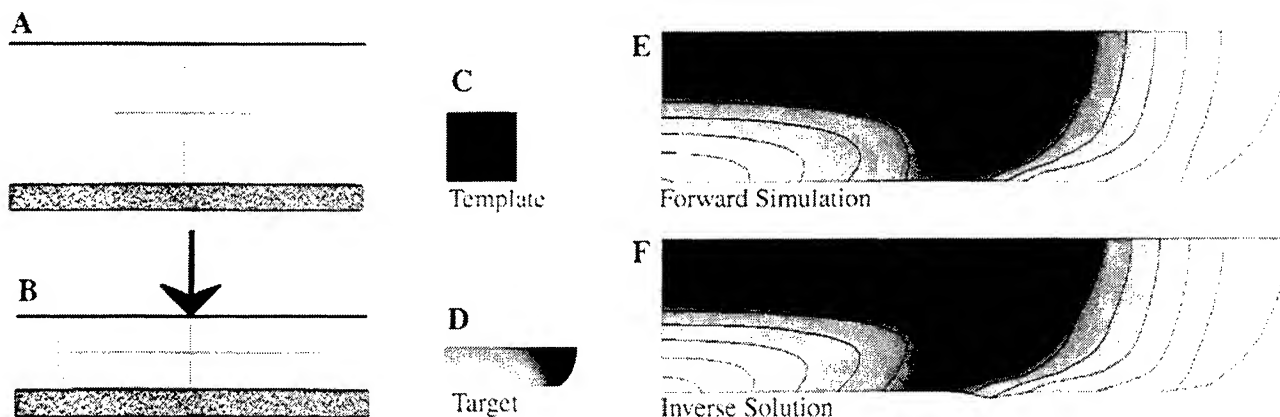 A
B
C
Template
D
Target
E
Forward Simulation
F
Inverse Solution